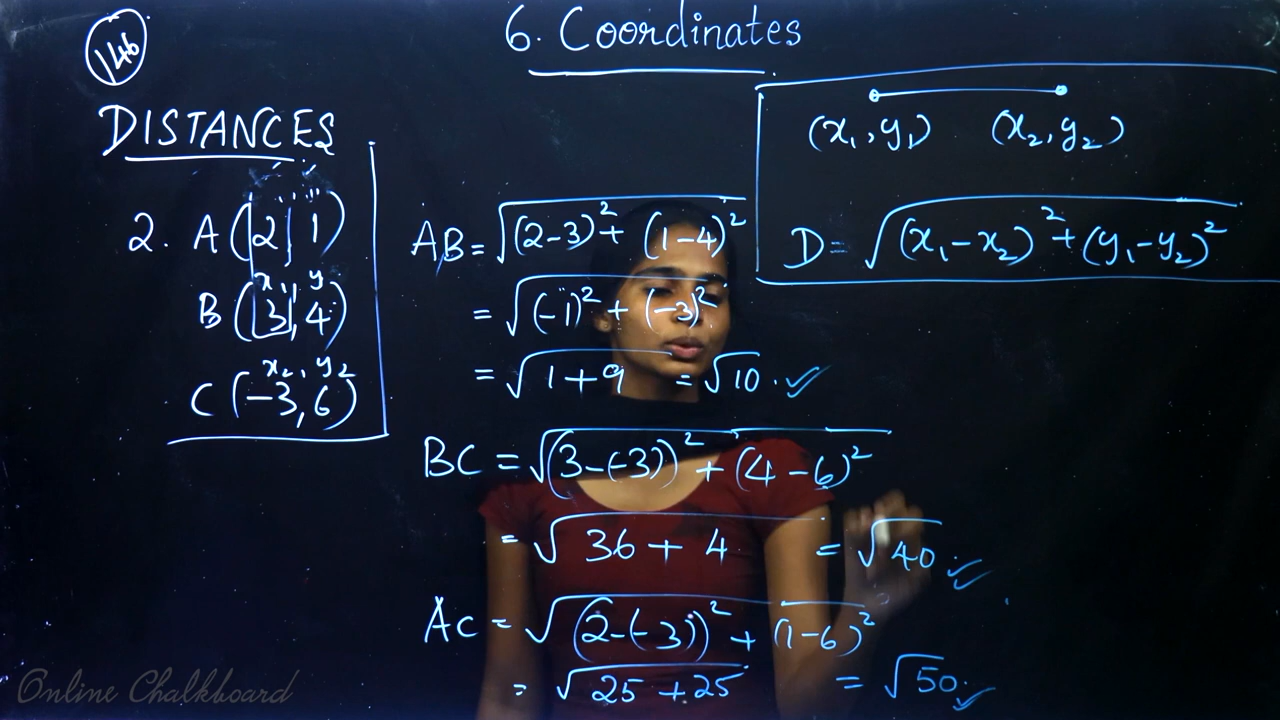 146
6. Coordinates
DISTANCES
2. A (2, 1)
x₁, y₁
B (3, 4)
x₂, y₂
C (-3, 6)
(x₁, y₁) (x₂, y₂)
D = √(x₁ - x₂)² + (y₁ - y₂)²
AB = √(2-3)² + (1-4)²
= √(-1)² + (-3)²
= √1+9 = √10. ✓
BC = √(3-(-3))² + (4-6)²
= √36 + 4 = √40. ✓
AC = √(2-(-3))² + (1-6)²
= √25 + 25 = √50. ✓
Online Chalkboard